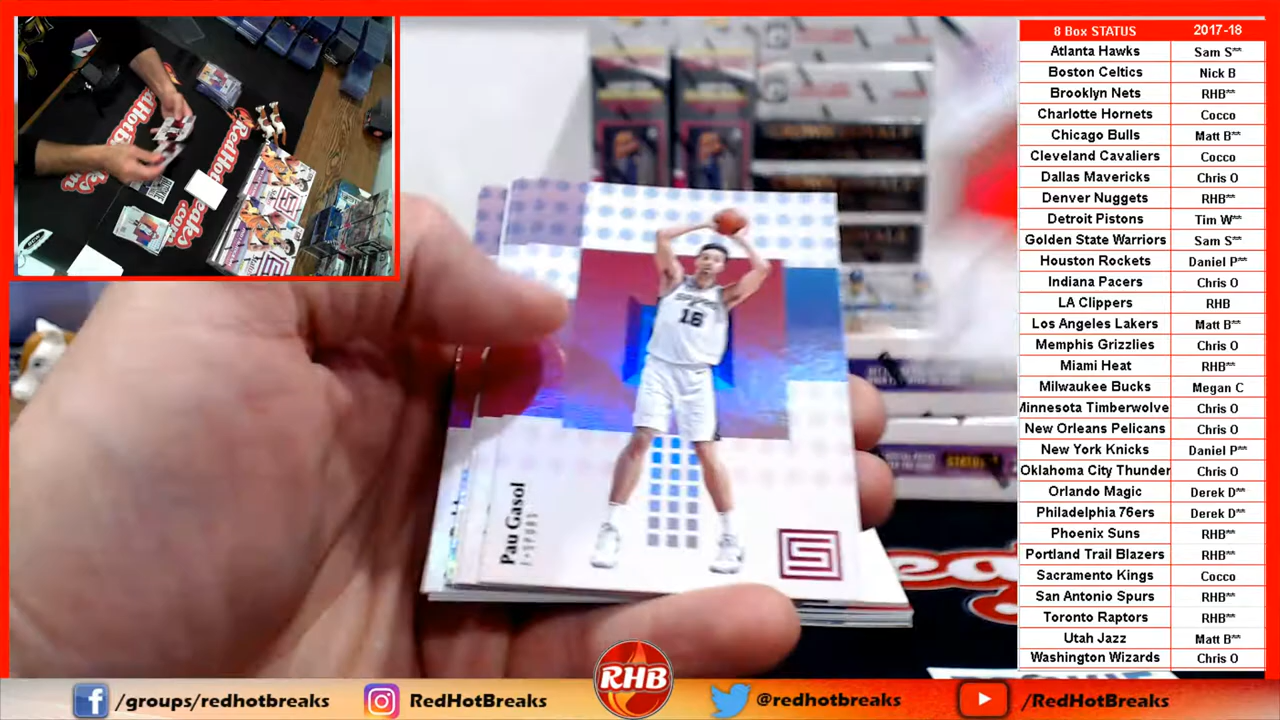 8 Box STATUS 2017-18
Atlanta Hawks Sam S**
Boston Celtics Nick B
Brooklyn Nets RHB**
Charlotte Hornets Cocco
Chicago Bulls Matt B**
Cleveland Cavaliers Cocco
Dallas Mavericks Chris O
Denver Nuggets RHB**
Detroit Pistons Tim W**
Golden State Warriors Sam S**
Houston Rockets Daniel P**
Indiana Pacers Chris O
LA Clippers RHB
Los Angeles Lakers Matt B**
Memphis Grizzlies Chris O
Miami Heat RHB**
Milwaukee Bucks Megan C
Minnesota Timberwolve Chris O
New Orleans Pelicans Chris O
New York Knicks Daniel P**
Oklahoma City Thunder Chris O
Orlando Magic Derek D**
Philadelphia 76ers Derek D**
Phoenix Suns RHB**
Portland Trail Blazers RHB**
Sacramento Kings Cocco
San Antonio Spurs RHB**
Toronto Raptors RHB**
Utah Jazz Matt B**
Washington Wizards Chris O
RedHot
SPURS
16
Pau Gasol
STATUS
S
RHB
/groups/redhotbreaks
RedHotBreaks
@redhotbreaks
/RedHotBreaks